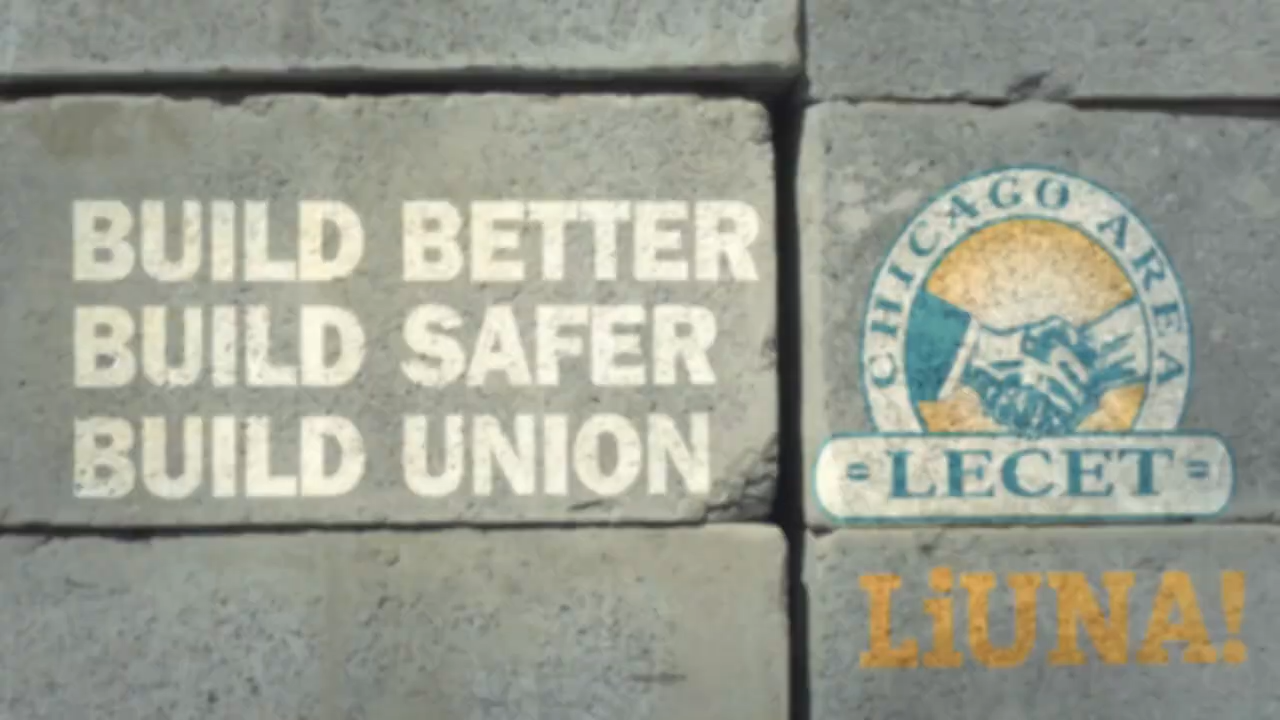 BUILD BETTER
BUILD SAFER
BUILD UNION
CHICAGO AREA
LECET
LiUNA!